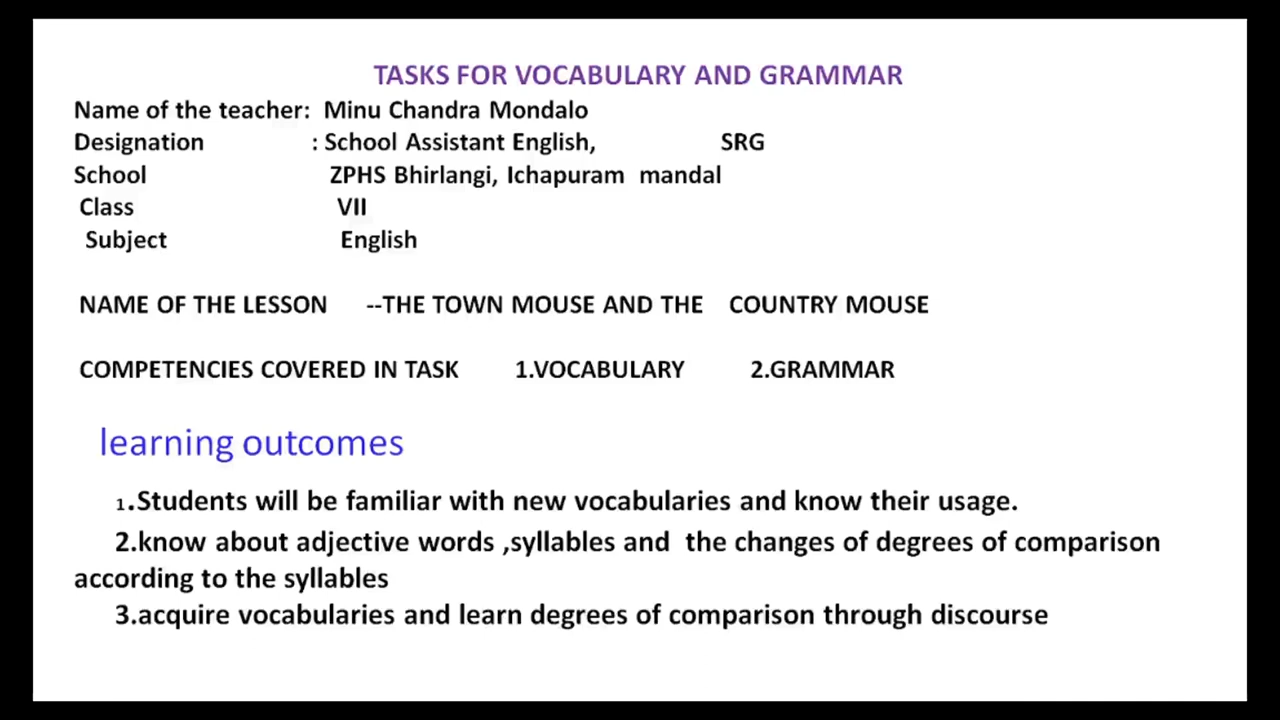 TASKS FOR VOCABULARY AND GRAMMAR
Name of the teacher: Minu Chandra Mondalo
Designation : School Assistant English, SRG
School ZPHS Bhirlangi, Ichapuram mandal
Class VII
Subject English
NAME OF THE LESSON --THE TOWN MOUSE AND THE COUNTRY MOUSE
COMPETENCIES COVERED IN TASK 1.VOCABULARY 2.GRAMMAR
learning outcomes
1.Students will be familiar with new vocabularies and know their usage.
2.know about adjective words ,syllables and the changes of degrees of comparison
according to the syllables
3.acquire vocabularies and learn degrees of comparison through discourse